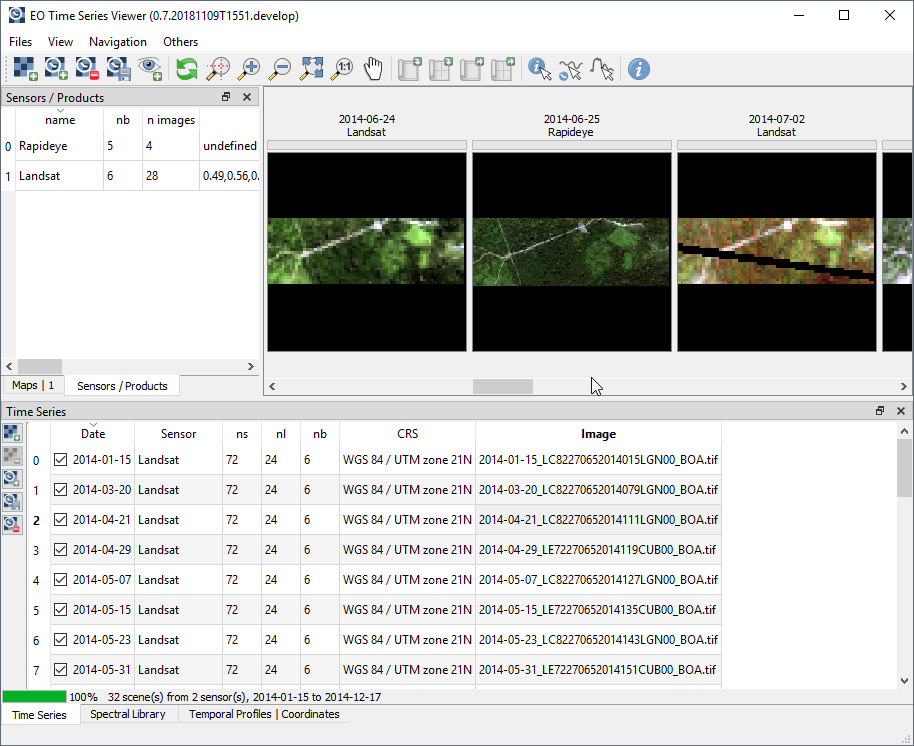 EO Time Series Viewer (0.7.20181109T1551.develop)
Files View Navigation Others
1:1
Sensors / Products
name nb n images
0 Rapideye 5 4 undefined
1 Landsat 6 28 0.49,0.56,0.
Maps | 1 Sensors / Products
2014-06-24
Landsat
2014-06-25
Rapideye
2014-07-02
Landsat
Time Series
Date Sensor ns nl nb CRS Image
0 2014-01-15 Landsat 72 24 6 WGS 84 / UTM zone 21N 2014-01-15_LC82270652014015LGN00_BOA.tif
1 2014-03-20 Landsat 72 24 6 WGS 84 / UTM zone 21N 2014-03-20_LC82270652014079LGN00_BOA.tif
2 2014-04-21 Landsat 72 24 6 WGS 84 / UTM zone 21N 2014-04-21_LC82270652014111LGN00_BOA.tif
3 2014-04-29 Landsat 72 24 6 WGS 84 / UTM zone 21N 2014-04-29_LE72270652014119CUB00_BOA.tif
4 2014-05-07 Landsat 72 24 6 WGS 84 / UTM zone 21N 2014-05-07_LC82270652014127LGN00_BOA.tif
5 2014-05-15 Landsat 72 24 6 WGS 84 / UTM zone 21N 2014-05-15_LE72270652014135CUB00_BOA.tif
6 2014-05-23 Landsat 72 24 6 WGS 84 / UTM zone 21N 2014-05-23_LC82270652014143LGN00_BOA.tif
7 2014-05-31 Landsat 72 24 6 WGS 84 / UTM zone 21N 2014-05-31_LE72270652014151CUB00_BOA.tif
100% 32 scene(s) from 2 sensor(s), 2014-01-15 to 2014-12-17
Time Series Spectral Library Temporal Profiles | Coordinates